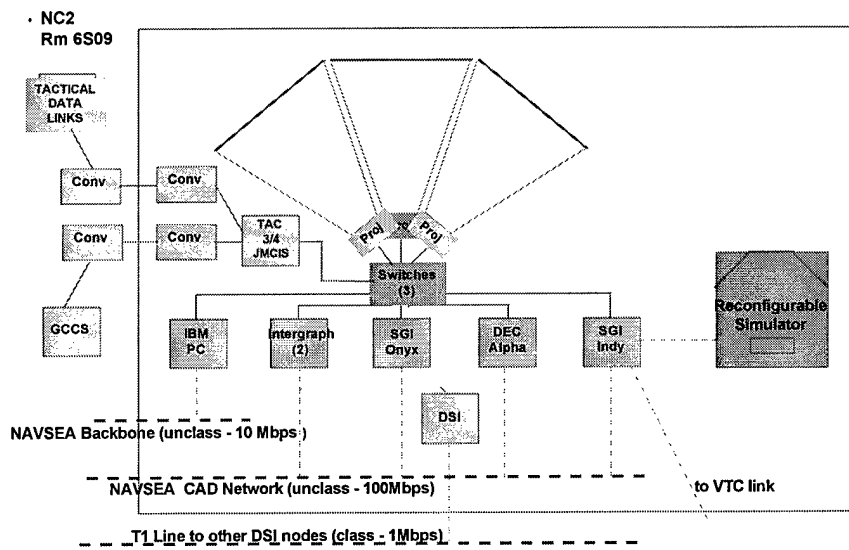 NC2
Rm 6S09
TACTICAL
DATA
LINKS
Conv
Conv
Conv
Conv
TAC
3/4
JMCIS
GCCS
Proj
ro
Proj
Switches
(3)
IBM
PC
Intergraph
(2)
SGI
Onyx
DEC
Alpha
SGI
Indy
Reconfigurable
Simulator
DSI
NAVSEA Backbone (unclass - 10 Mbps)
NAVSEA CAD Network (unclass - 100Mbps)
to VTC link
T1 Line to other DSI nodes (class - 1Mbps)